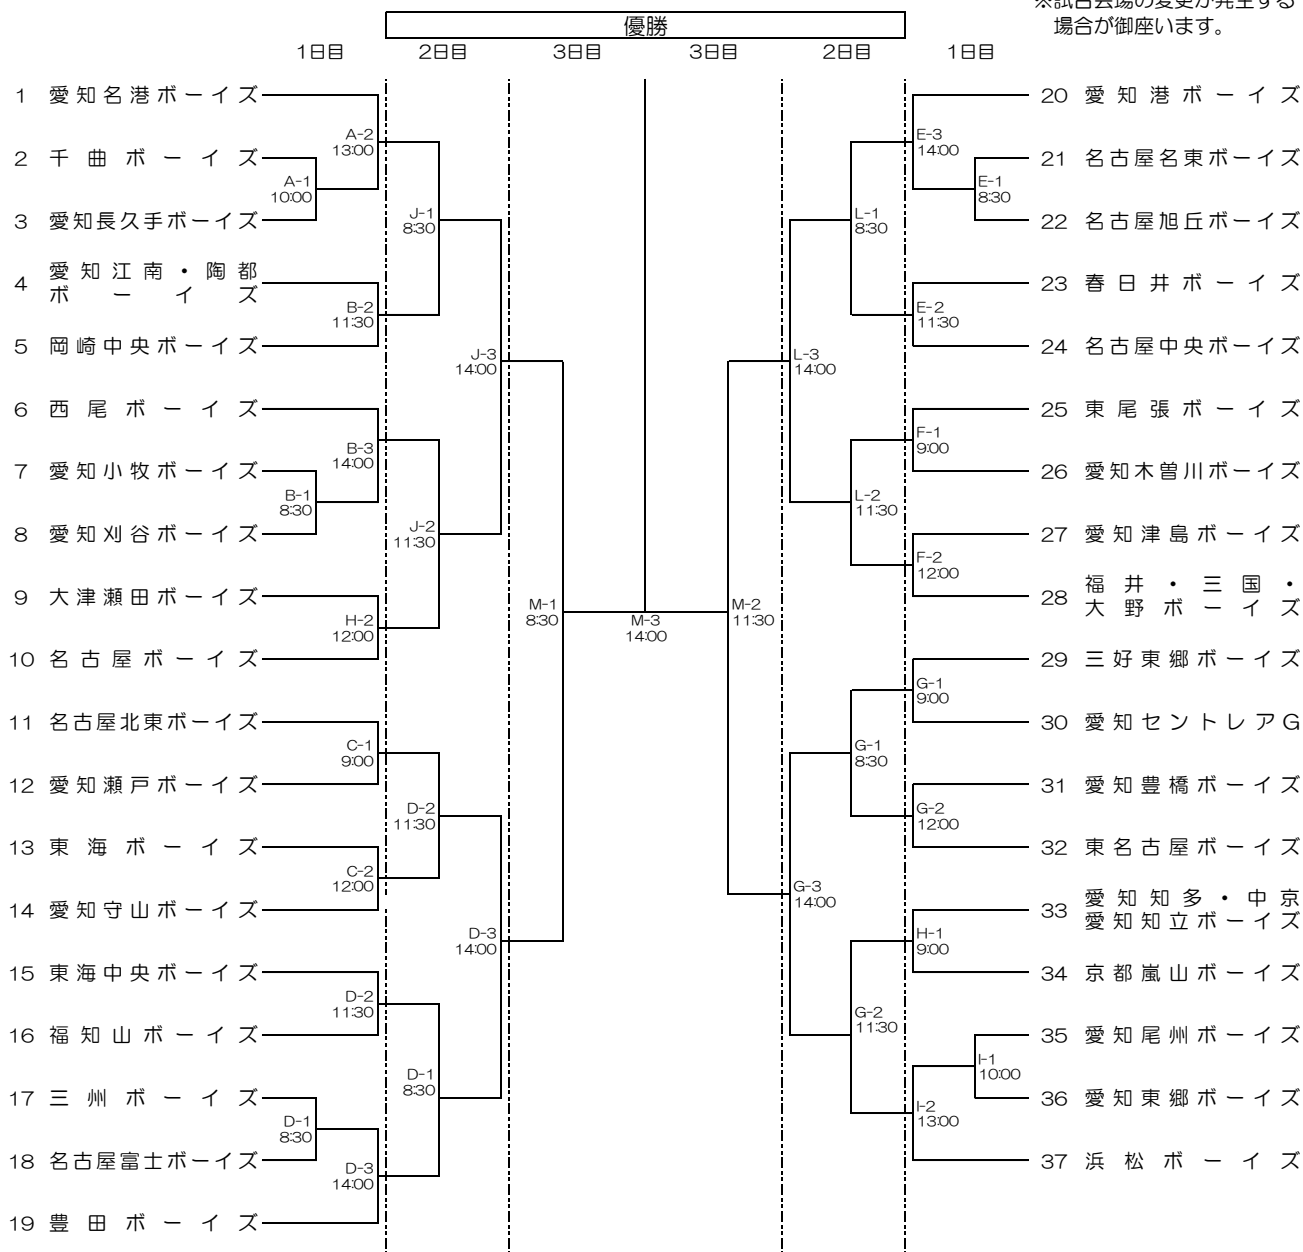 ※試合会場の変更が発生する
場合が御座います。
優勝
1日目 2日目 3日目 3日目 2日目 1日目
1 愛知名港ボーイズ
A-2
13:00
2 千曲ボーイズ
A-1
10:00
3 愛知長久手ボーイズ
J-1
8:30
4 愛知江南・陶都
ボーイズ
B-2
11:30
5 岡崎中央ボーイズ
J-3
14:00
6 西尾ボーイズ
B-3
14:00
7 愛知小牧ボーイズ
B-1
8:30
8 愛知刈谷ボーイズ
J-2
11:30
9 大津瀬田ボーイズ
H-2
12:00
10 名古屋ボーイズ
M-1
8:30
11 名古屋北東ボーイズ
C-1
9:00
12 愛知瀬戸ボーイズ
D-2
11:30
13 東海ボーイズ
C-2
12:00
14 愛知守山ボーイズ
D-3
14:00
15 東海中央ボーイズ
D-2
11:30
16 福知山ボーイズ
D-1
8:30
17 三州ボーイズ
D-1
8:30
18 名古屋富士ボーイズ
D-3
14:00
19 豊田ボーイズ
M-3
14:00
20 愛知港ボーイズ
E-3
14:00
21 名古屋名東ボーイズ
E-1
8:30
22 名古屋旭丘ボーイズ
L-1
8:30
23 春日井ボーイズ
E-2
11:30
24 名古屋中央ボーイズ
L-3
14:00
25 東尾張ボーイズ
F-1
9:00
26 愛知木曽川ボーイズ
L-2
11:30
27 愛知津島ボーイズ
F-2
12:00
28 福井・三国・
大野ボーイズ
M-2
11:30
29 三好東郷ボーイズ
G-1
9:00
30 愛知セントレアG
G-1
8:30
31 愛知豊橋ボーイズ
G-2
12:00
32 東名古屋ボーイズ
G-3
14:00
33 愛知知多・中京
愛知知立ボーイズ
H-1
9:00
34 京都嵐山ボーイズ
G-2
11:30
35 愛知尾州ボーイズ
I-1
10:00
36 愛知東郷ボーイズ
I-2
13:00
37 浜松ボーイズ